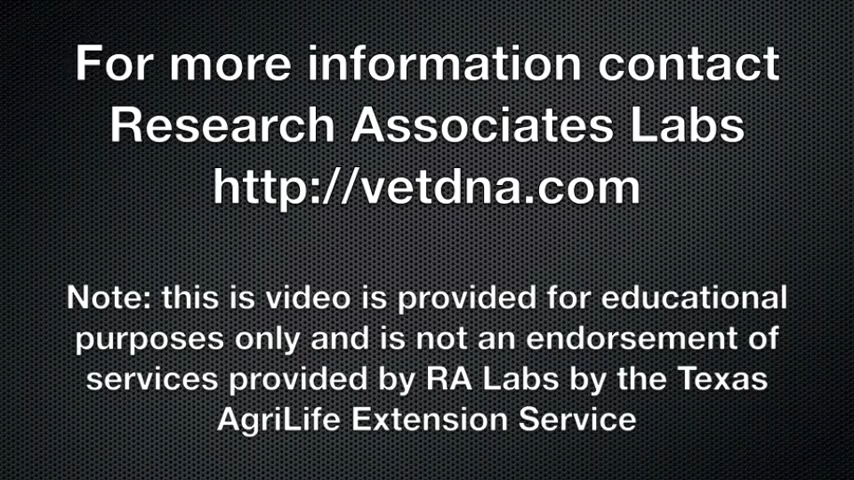 For more information contact
Research Associates Labs
http://vetdna.com
Note: this is video is provided for educational
purposes only and is not an endorsement of
services provided by RA Labs by the Texas
AgriLife Extension Service